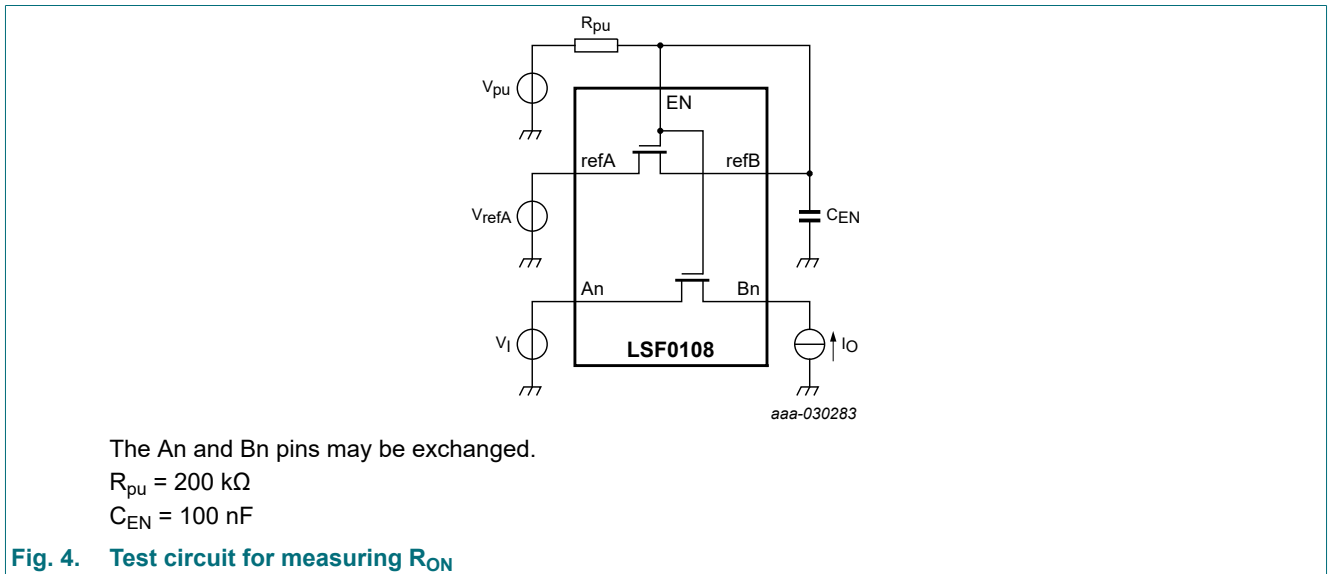 Rpu
Vpu
EN
refA
refB
VrefA
CEN
An
Bn
VI
IO
LSF0108
aaa-030283
The An and Bn pins may be exchanged.
Rpu = 200 kΩ
CEN = 100 nF
Fig. 4. Test circuit for measuring RON